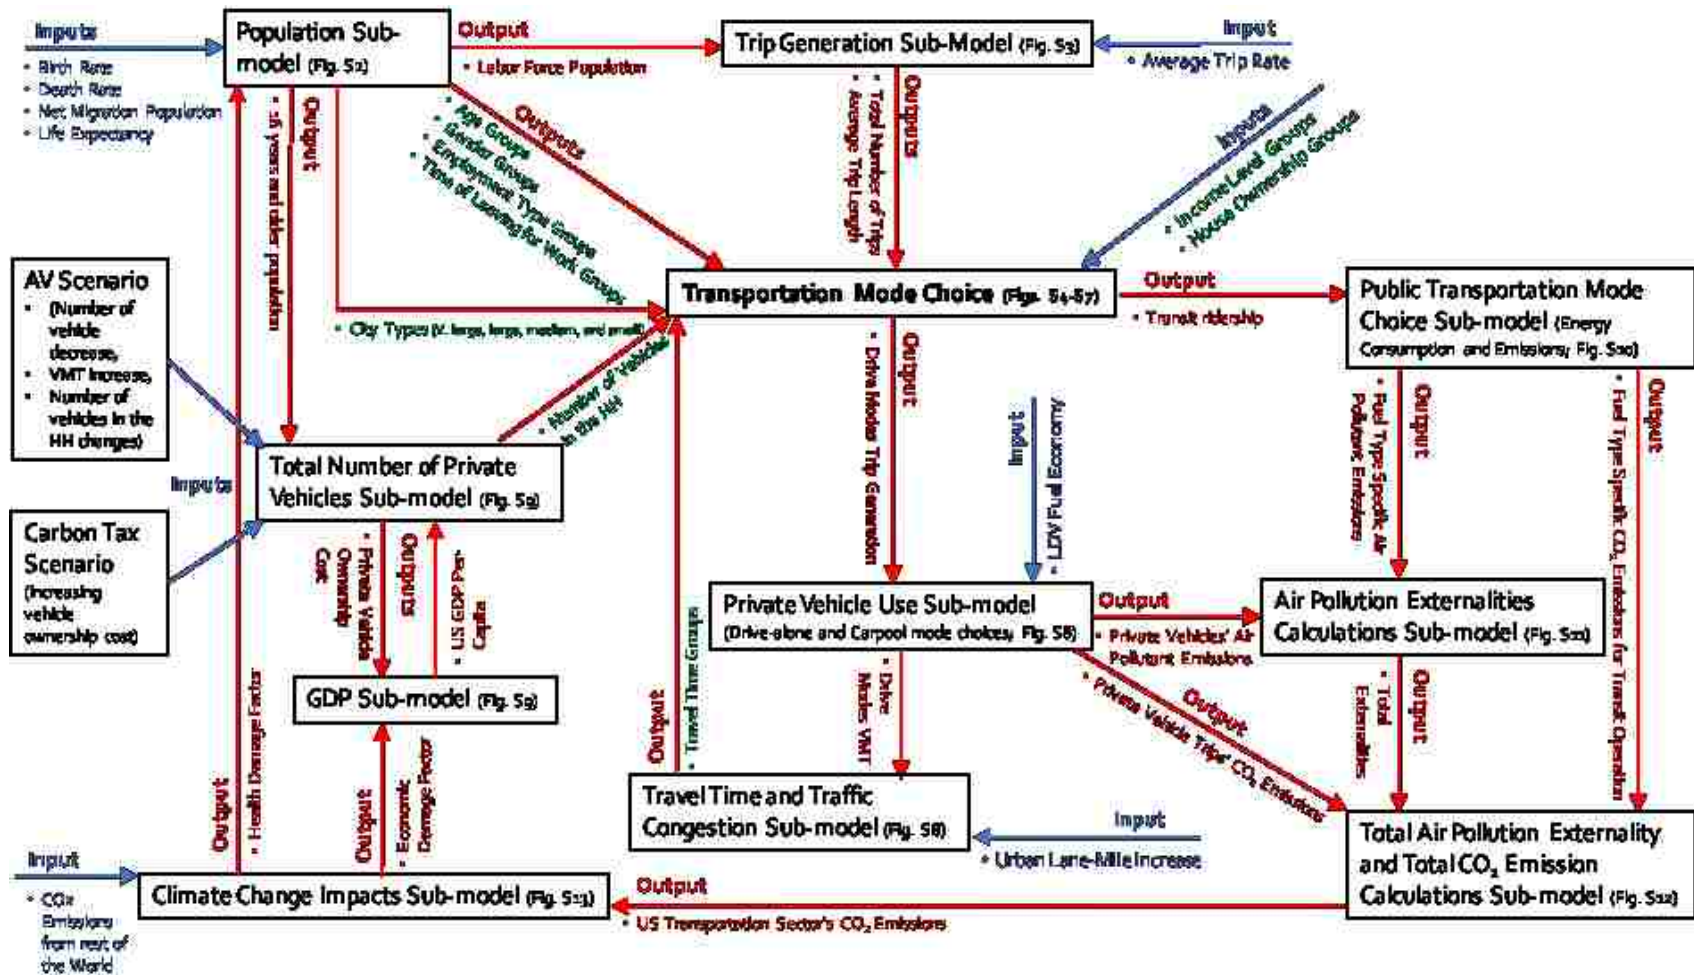 Inputs
• Birth Rate
• Death Rate
• Net Migration Population
• Life Expectancy
Population Sub-
model (Fig. S2)
Output
• Labor Force Population
Trip Generation Sub-Model (Fig. S3)
Input
• Average Trip Rate
Output
• 16 years and older population
Outputs
• Age Groups
• Gender Groups
• Employment Type Groups
• Time of Leaving for Work Groups
Outputs
• Total Number of Trips
• Average Trip Length
Inputs
• Income Level Groups
• House Ownership Groups
AV Scenario
• (Number of
vehicle
decrease,
• VMT Increase,
• Number of
vehicles in the
HH changes)
• City Types (V. large, large, medium, and small)
Transportation Mode Choice (Figs. S4-S7)
Output
• Transit ridership
Public Transportation Mode
Choice Sub-model (Energy
Consumption and Emissions, Fig. S10)
• Number of Vehicles
in the HH
Output
• Drive Modes Trip Generation
Input
• LDV Fuel Economy
Output
• Fuel Type Specific Air
Pollutant Emissions
Output
• Fuel Type Specific CO₂ Emissions for Transit Operation
Inputs
Total Number of Private
Vehicles Sub-model (Fig. S9)
Carbon Tax
Scenario
(Increasing
vehicle
ownership cost)
Outputs
• Private Vehicle
Ownership
Cost
• US GDP Per
Capita
GDP Sub-model (Fig. S9)
Private Vehicle Use Sub-model
(Drive-alone and Carpool mode choices, Fig. S8)
Output
• Private Vehicles' Air
Pollutant Emissions
Air Pollution Externalities
Calculations Sub-model (Fig. S11)
Output
• Travel Time Groups
• Drive
Modes VMT
Output
• Private Vehicle Trips' CO₂ Emissions
Output
• Total
Externalities
Output
• Health Damage Factor
Output
• Economic
Damage Factor
Travel Time and Traffic
Congestion Sub-model (Fig. S8)
Input
• Urban Lane-Mile Increase
Total Air Pollution Externality
and Total CO₂ Emission
Calculations Sub-model (Fig. S12)
Input
• CO₂
Emissions
from rest of
the World
Climate Change Impacts Sub-model (Fig. S13)
Output
• US Transportation Sector's CO₂ Emissions